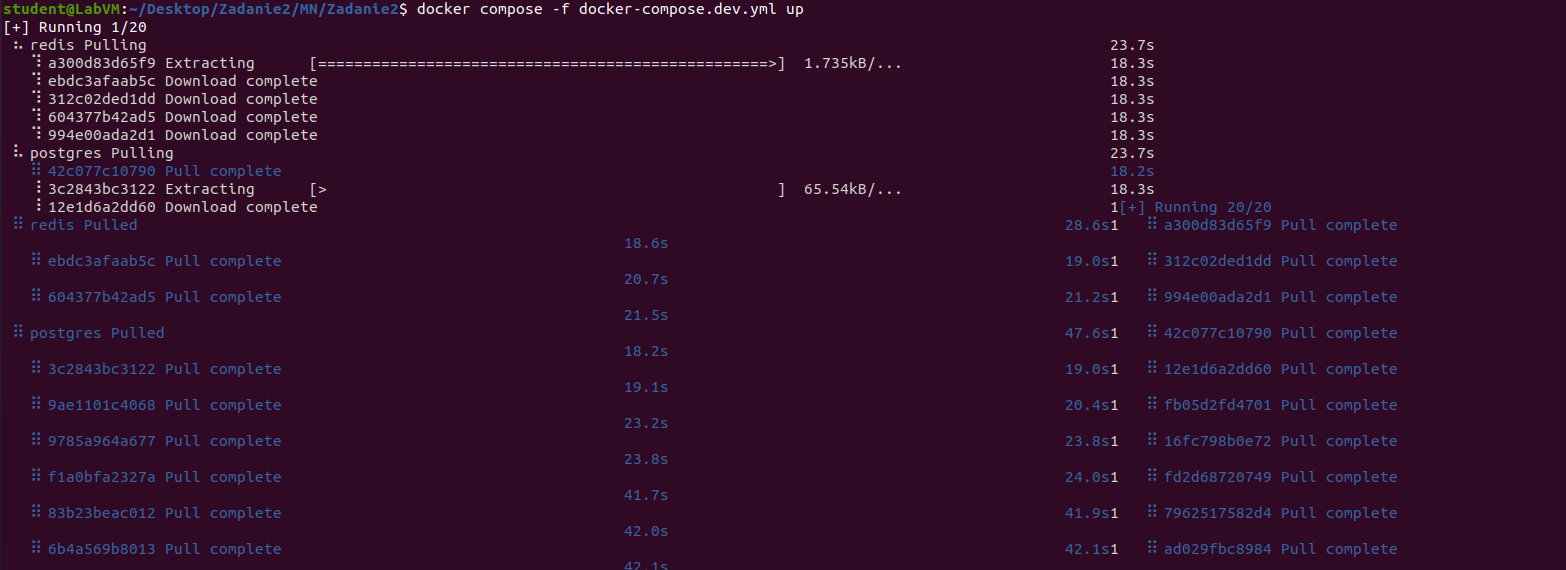 student@LabVM:~/Desktop/Zadanie2/MN/Zadanie2$ docker compose -f docker-compose.dev.yml up
[+] Running 1/20
⠦ redis Pulling 23.7s
⠹ a300d83d65f9 Extracting [==================================================>] 1.735kB/... 18.3s
⠹ ebdc3afaab5c Download complete 18.3s
⠹ 312c02ded1dd Download complete 18.3s
⠹ 604377b42ad5 Download complete 18.3s
⠹ 994e00ada2d1 Download complete 18.3s
⠧ postgres Pulling 23.7s
⠿ 42c077c10790 Pull complete 18.2s
⠸ 3c2843bc3122 Extracting [> ] 65.54kB/... 18.3s
⠸ 12e1d6a2dd60 Download complete 1[+] Running 20/20
⠿ redis Pulled 28.6s1 ⠿ a300d83d65f9 Pull complete
18.6s
⠿ ebdc3afaab5c Pull complete 19.0s1 ⠿ 312c02ded1dd Pull complete
20.7s
⠿ 604377b42ad5 Pull complete 21.2s1 ⠿ 994e00ada2d1 Pull complete
21.5s
⠿ postgres Pulled 47.6s1 ⠿ 42c077c10790 Pull complete
18.2s
⠿ 3c2843bc3122 Pull complete 19.0s1 ⠿ 12e1d6a2dd60 Pull complete
19.1s
⠿ 9ae1101c4068 Pull complete 20.4s1 ⠿ fb05d2fd4701 Pull complete
23.2s
⠿ 9785a964a677 Pull complete 23.8s1 ⠿ 16fc798b0e72 Pull complete
23.8s
⠿ f1a0bfa2327a Pull complete 24.0s1 ⠿ fd2d68720749 Pull complete
41.7s
⠿ 83b23beac012 Pull complete 41.9s1 ⠿ 7962517582d4 Pull complete
42.0s
⠿ 6b4a569b8013 Pull complete 42.1s1 ⠿ ad029fbc8984 Pull complete
42.1s